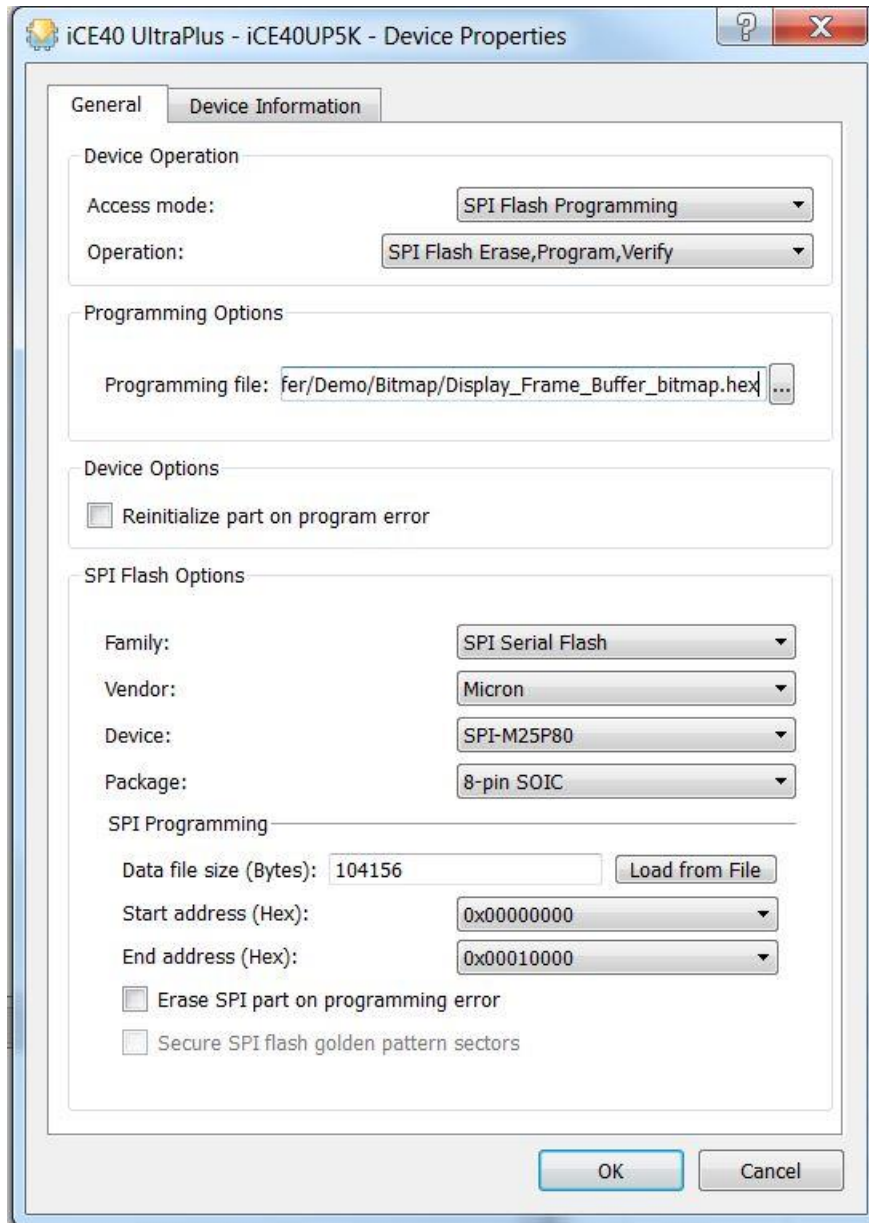 iCE40 UltraPlus - iCE40UP5K - Device Properties
General Device Information
Device Operation
Access mode: SPI Flash Programming
Operation: SPI Flash Erase,Program,Verify
Programming Options
Programming file: fer/Demo/Bitmap/Display_Frame_Buffer_bitmap.hex ...
Device Options
Reinitialize part on program error
SPI Flash Options
Family: SPI Serial Flash
Vendor: Micron
Device: SPI-M25P80
Package: 8-pin SOIC
SPI Programming
Data file size (Bytes): 104156 Load from File
Start address (Hex): 0x00000000
End address (Hex): 0x00010000
Erase SPI part on programming error
Secure SPI flash golden pattern sectors
OK Cancel